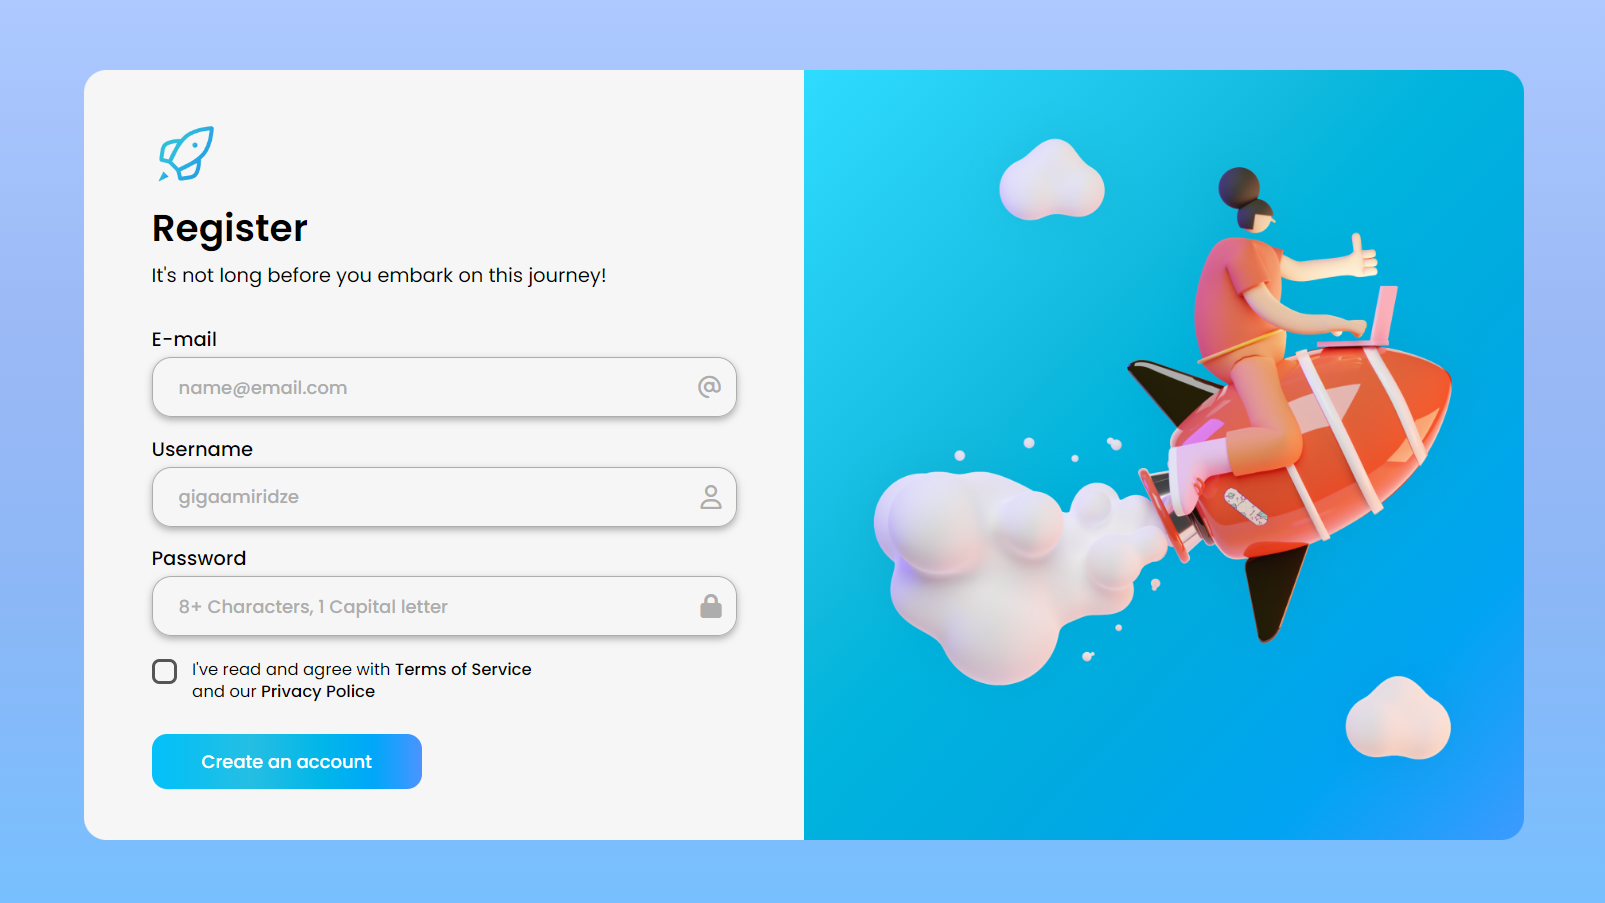 Register
It's not long before you embark on this journey!
E-mail
name@email.com
Username
gigaamiridze
Password
8+ Characters, 1 Capital letter
I've read and agree with Terms of Service
and our Privacy Police
Create an account